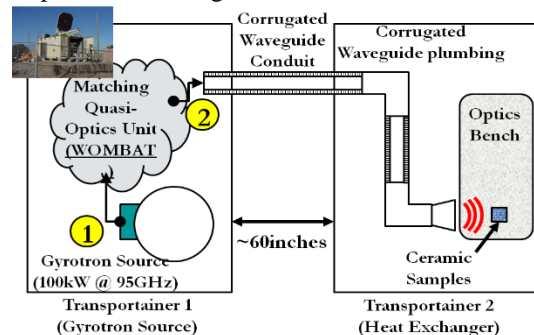 Corrugated
Waveguide
Conduit
Corrugated
Waveguide plumbing
Matching
Quasi-
Optics Unit
(WOMBAT
)
2
Optics
Bench
1
~60inches
Gyrotron Source
(100kW @ 95GHz)
Ceramic
Samples
Transportainer 1
(Gyrotron Source)
Transportainer 2
(Heat Exchanger)